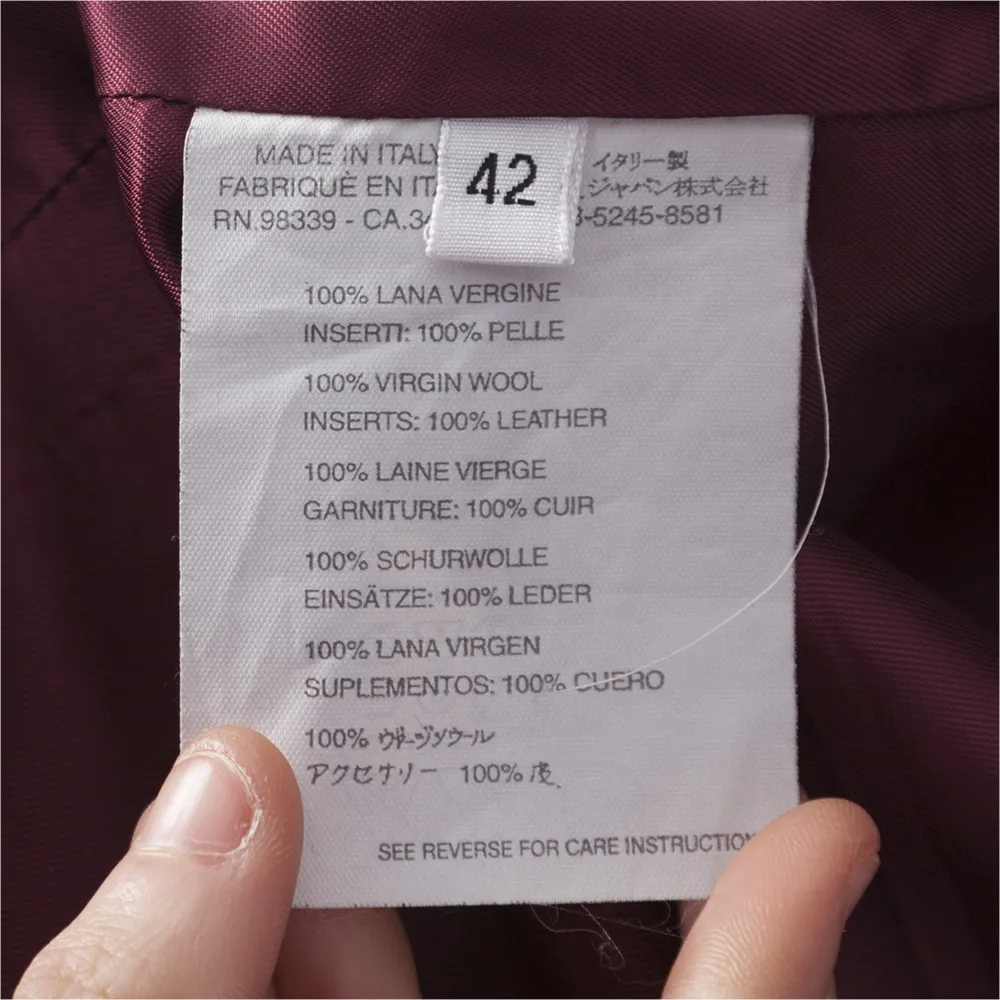 MADE IN ITALY イタリー製
42
FABRIQUÈ EN ITA ジャパン株式会社
RN.98339 - CA.34 3-5245-8581
100% LANA VERGINE
INSERTI: 100% PELLE
100% VIRGIN WOOL
INSERTS: 100% LEATHER
100% LAINE VIERGE
GARNITURE: 100% CUIR
100% SCHURWOLLE
EINSÄTZE: 100% LEDER
100% LANA VIRGEN
SUPLEMENTOS: 100% CUERO
100% ヴァージンウール
アクセサリー 100% 皮
SEE REVERSE FOR CARE INSTRUCTION